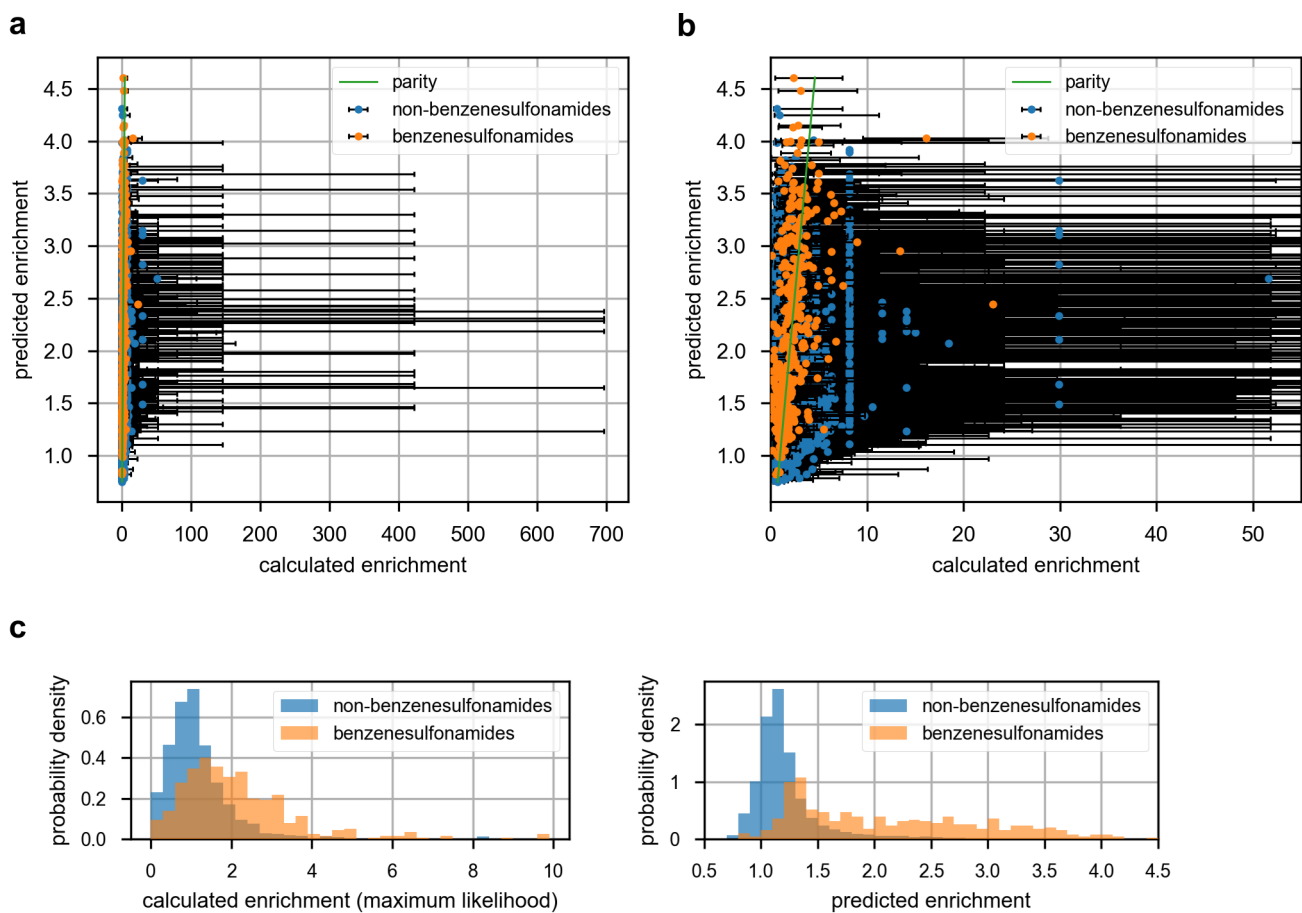 a
4.5
4.0
3.5
3.0
2.5
2.0
1.5
1.0
predicted enrichment
parity
non-benzenesulfonamides
benzenesulfonamides
0 100 200 300 400 500 600 700
calculated enrichment
b
4.5
4.0
3.5
3.0
2.5
2.0
1.5
1.0
predicted enrichment
parity
non-benzenesulfonamides
benzenesulfonamides
0 10 20 30 40 50
calculated enrichment
c
probability density
0.6
0.4
0.2
0.0
non-benzenesulfonamides
benzenesulfonamides
0 2 4 6 8 10
calculated enrichment (maximum likelihood)
probability density
2
1
0
non-benzenesulfonamides
benzenesulfonamides
0.5 1.0 1.5 2.0 2.5 3.0 3.5 4.0 4.5
predicted enrichment